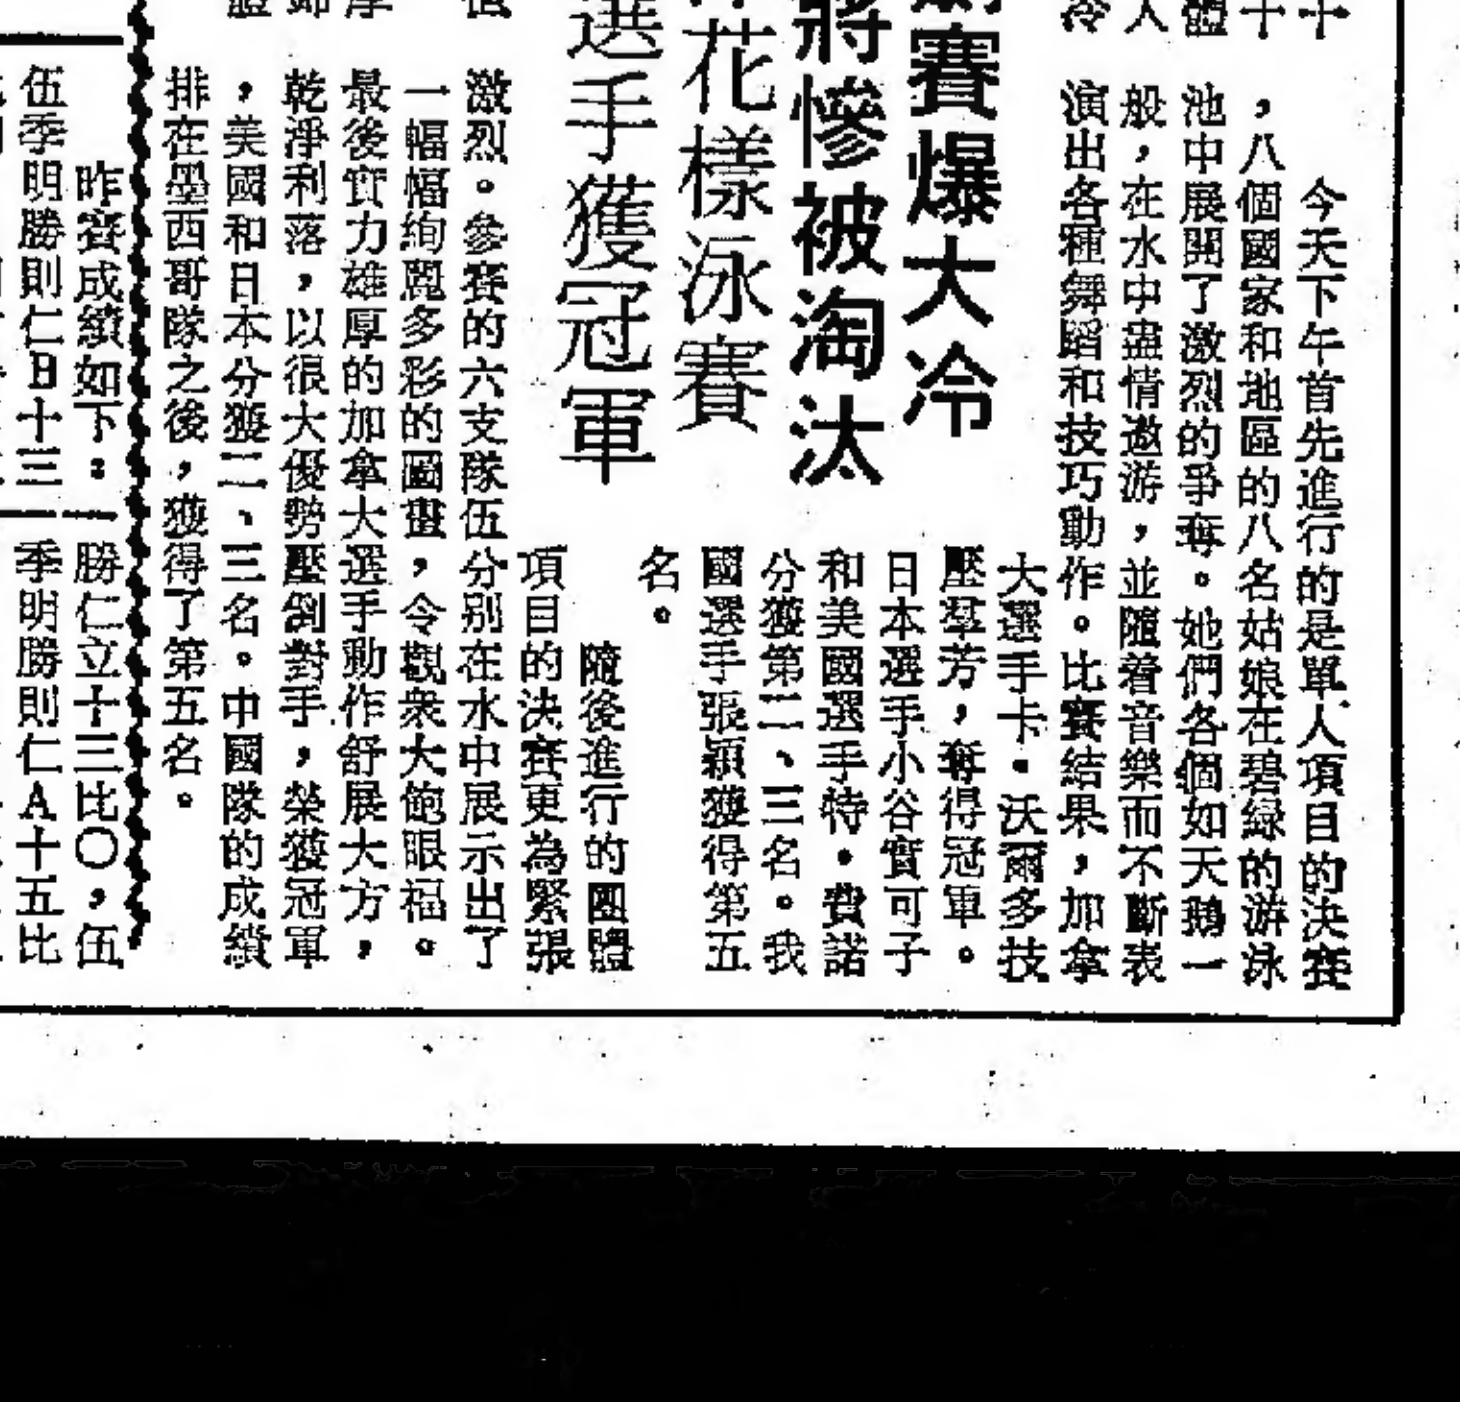 賽爆大冷
將慘被淘汰
花樣泳賽
選手獲冠軍
今天下午首先進行的是單人項目的決賽
，八個國家和地區的八名姑娘在碧綠的游泳
池中展開了激烈的爭奪。她們各個如天鵝一
般，在水中盡情遨游，並隨着音樂而不斷表
演出各種舞蹈和技巧動作。比賽結果，加拿
大選手卡·沃爾多技
壓羣芳，奪得冠軍。
日本選手小谷實可子
和美國選手特·費諾
分獲第二、三名。我
國選手張穎獲得第五
名。
隨後進行的團體
項目的決賽更為緊張
激烈。參賽的六支隊伍分別在水中展示出了
一幅幅絢麗多彩的圖畫，令觀衆大飽眼福。
最後實力雄厚的加拿大選手動作舒展大方，
乾淨利落，以很大優勢壓倒對手，榮獲冠軍
，美國和日本分獲二、三名。中國隊的成績
排在墨西哥隊之後，獲得了第五名。
昨賽成績如下：
伍季明勝則仁B十三
勝仁立十三比〇，伍
季明勝則仁A十五比